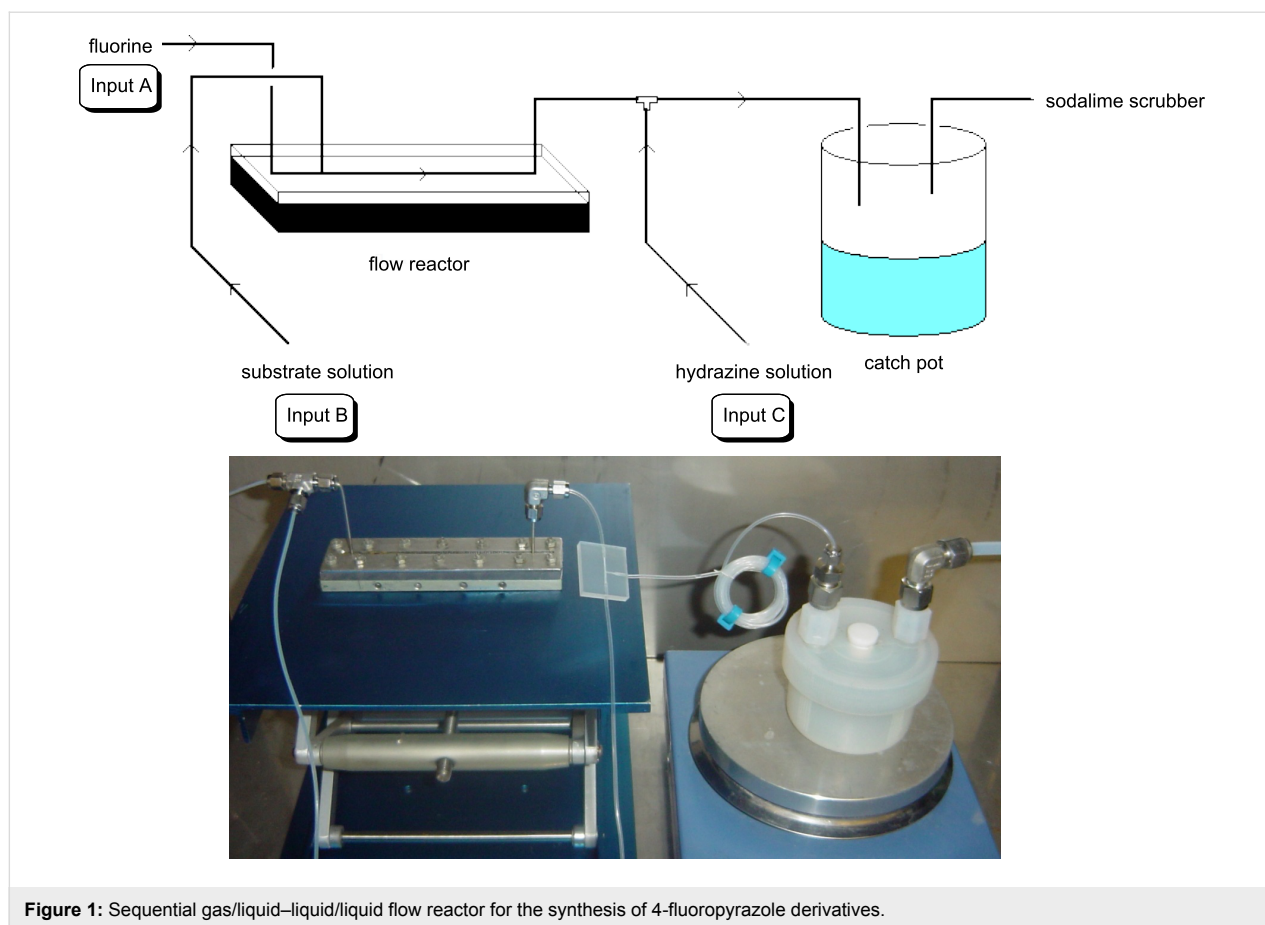 fluorine
Input A
sodalime scrubber
flow reactor
substrate solution
Input B
hydrazine solution
Input C
catch pot
Figure 1: Sequential gas/liquid–liquid/liquid flow reactor for the synthesis of 4-fluoropyrazole derivatives.